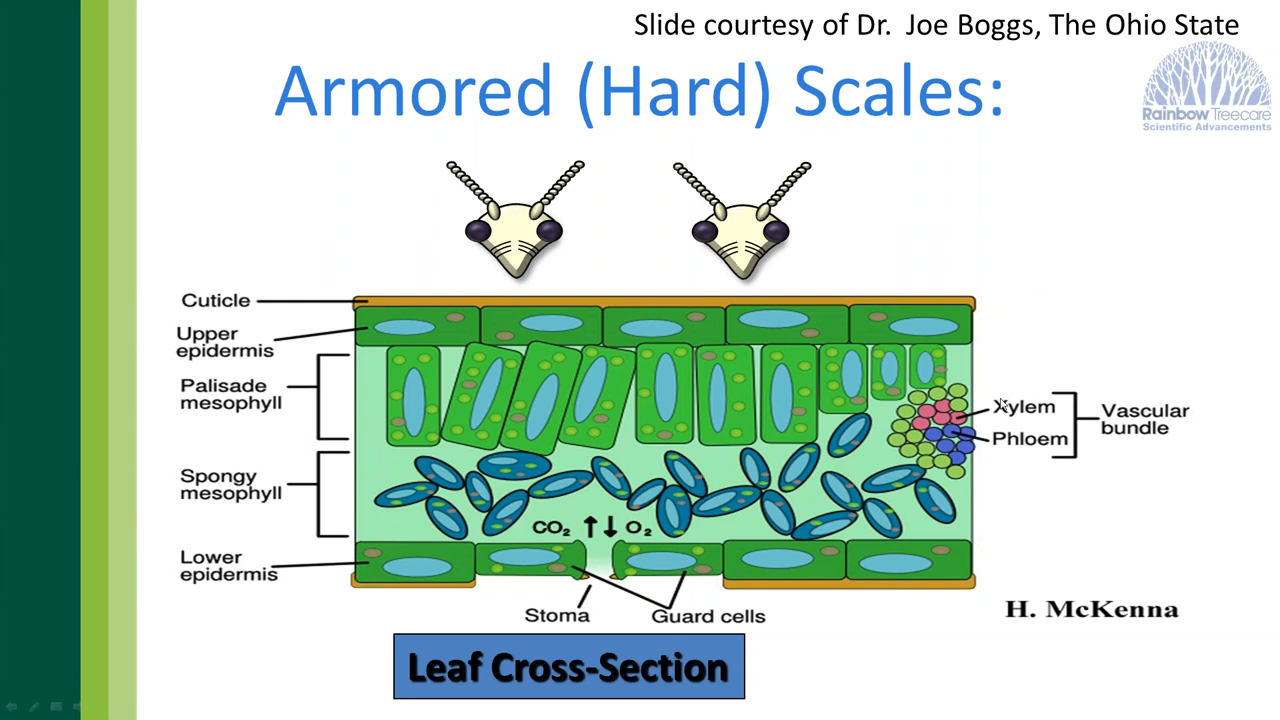 Slide courtesy of Dr. Joe Boggs, The Ohio State
Armored (Hard) Scales:
Rainbow Treecare
Scientific Advancements
Cuticle
Upper
epidermis
Palisade
mesophyll
Spongy
mesophyll
Lower
epidermis
CO₂
O₂
Stoma
Guard cells
Xylem
Phloem
Vascular
bundle
H. McKenna
Leaf Cross-Section